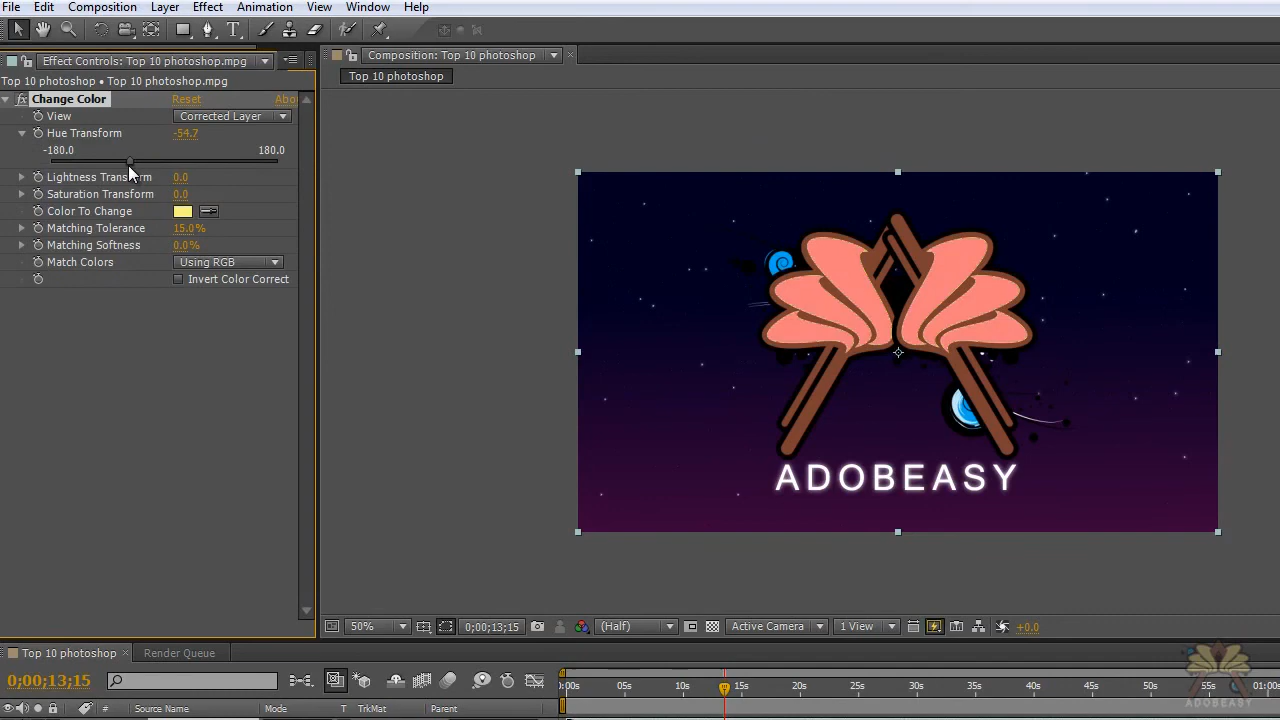 File Edit Composition Layer Effect Animation View Window Help
Effect Controls: Top 10 photoshop.mpg
Top 10 photoshop • Top 10 photoshop.mpg
fx Change Color Reset Abo
View Corrected Layer
Hue Transform -54.7
-180.0 180.0
Lightness Transform 0.0
Saturation Transform 0.0
Color To Change
Matching Tolerance 15.0%
Matching Softness 0.0%
Match Colors Using RGB
Invert Color Correct
Composition: Top 10 photoshop
Top 10 photoshop
ADOBEASY
50% 0;00;13;15 (Half) Active Camera 1 View +0.0
Top 10 photoshop Render Queue
0;00;13;15
# Source Name Mode T TrkMat Parent
0:00s 05s 10s 15s 20s 25s 30s 35s 40s 45s 50s 55s 01:00s
ADOBEASY